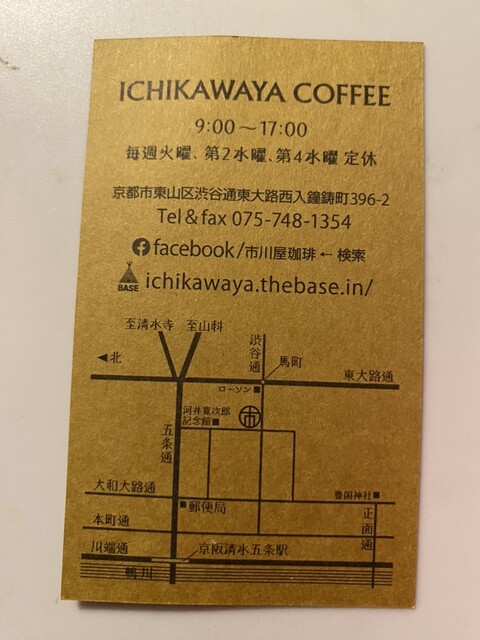 ICHIKAWAYA COFFEE
9:00～17:00
毎週火曜、第2水曜、第4水曜 定休
京都市東山区渋谷通東大路西入鐘鋳町396-2
Tel & fax 075-748-1354
facebook/市川屋珈琲 ← 検索
BASE ichikawaya.thebase.in/
至清水寺 至山科
渋谷通
馬町
◀北
東大路通
ローソン■
河井寛次郎
記念館■
市
五条通
大和大路通
豊国神社■
■郵便局
正面通
本町通
川端通
京阪清水五条駅
鴨川